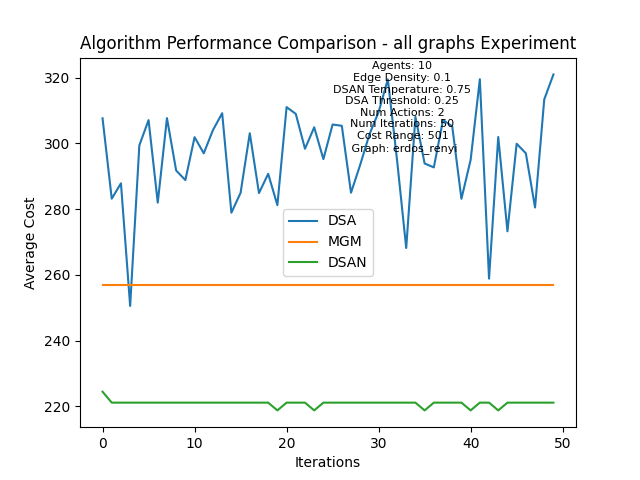 Algorithm Performance Comparison - all graphs Experiment
Agents: 10
Edge Density: 0.1
DSAN Temperature: 0.75
DSA Threshold: 0.25
Num Actions: 2
Num Iterations: 50
Cost Range: 501
Graph: erdos_renyi
320
300
280
260
240
220
Average Cost
DSA
MGM
DSAN
0
10
20
30
40
50
Iterations